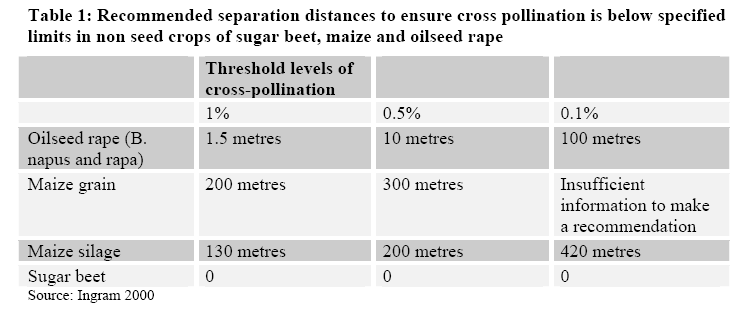 Table 1: Recommended separation distances to ensure cross pollination is below specified
limits in non seed crops of sugar beet, maize and oilseed rape
Threshold levels of
cross-pollination
1% 0.5% 0.1%
Oilseed rape (B.
napus and rapa) 1.5 metres 10 metres 100 metres
Maize grain 200 metres 300 metres Insufficient
information to make
a recommendation
Maize silage 130 metres 200 metres 420 metres
Sugar beet 0 0 0
Source: Ingram 2000